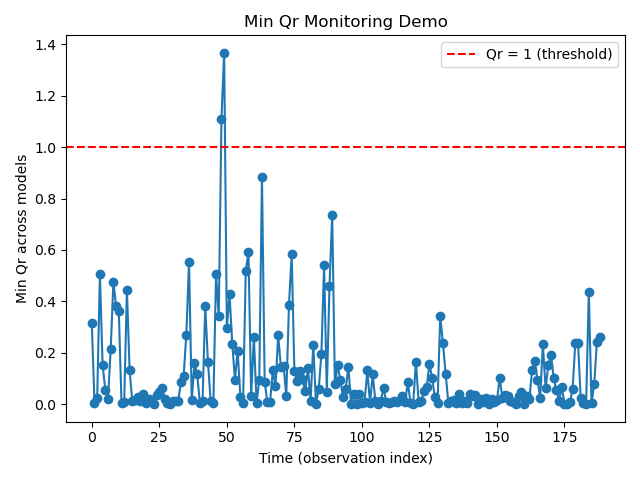 Min Qr Monitoring Demo
Qr = 1 (threshold)
Min Qr across models
1.4
1.2
1.0
0.8
0.6
0.4
0.2
0.0
0 25 50 75 100 125 150 175
Time (observation index)